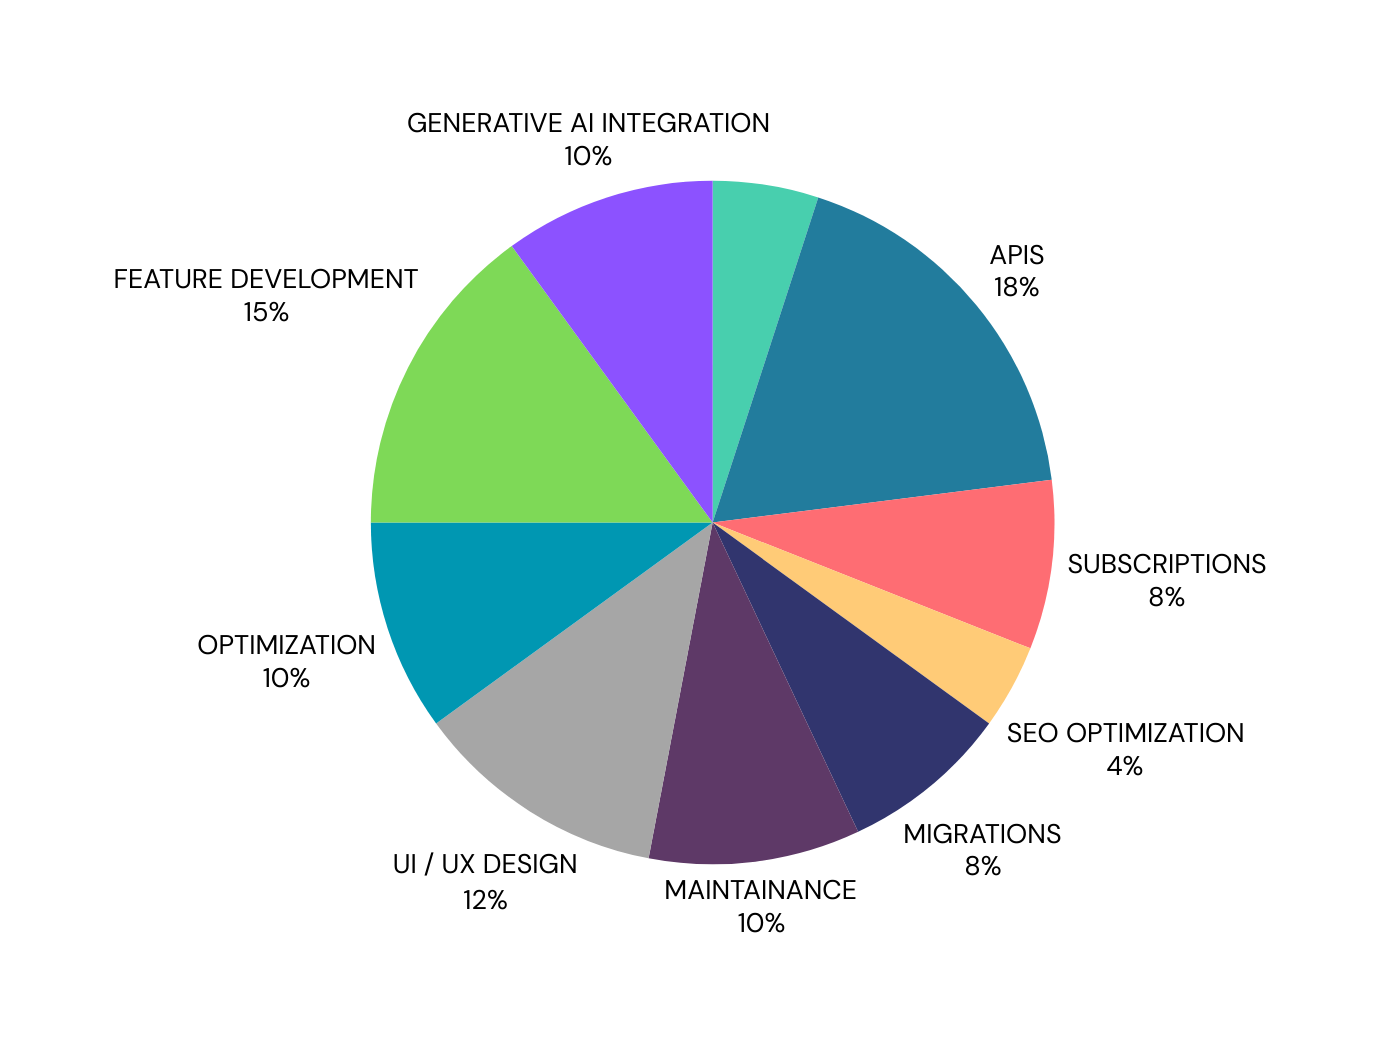 GENERATIVE AI INTEGRATION
10%
APIS
18%
FEATURE DEVELOPMENT
15%
SUBSCRIPTIONS
8%
OPTIMIZATION
10%
SEO OPTIMIZATION
4%
MIGRATIONS
8%
UI / UX DESIGN
12%
MAINTAINANCE
10%